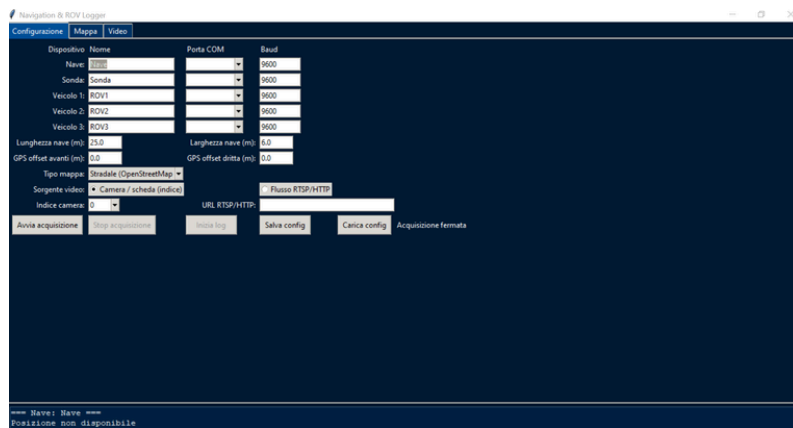 Navigation & ROV Logger
Configurazione Mappa Video
Dispositivo Nome Porta COM Baud
Nave: Nave 9600
Sonda: Sonda 9600
Veicolo 1: ROV1 9600
Veicolo 2: ROV2 9600
Veicolo 3: ROV3 9600
Lunghezza nave (m): 25.0 Larghezza nave (m): 6.0
GPS offset avanti (m): 0.0 GPS offset dritta (m): 0.0
Tipo mappa: Stradale (OpenStreetMap
Sorgente video: Camera / scheda (indice) Flusso RTSP/HTTP
Indice camera: 0 URL RTSP/HTTP:
Avvia acquisizione Stop acquisizione Inizia log Salva config Carica config Acquisizione fermata
=== Nave: Nave ===
Posizione non disponibile